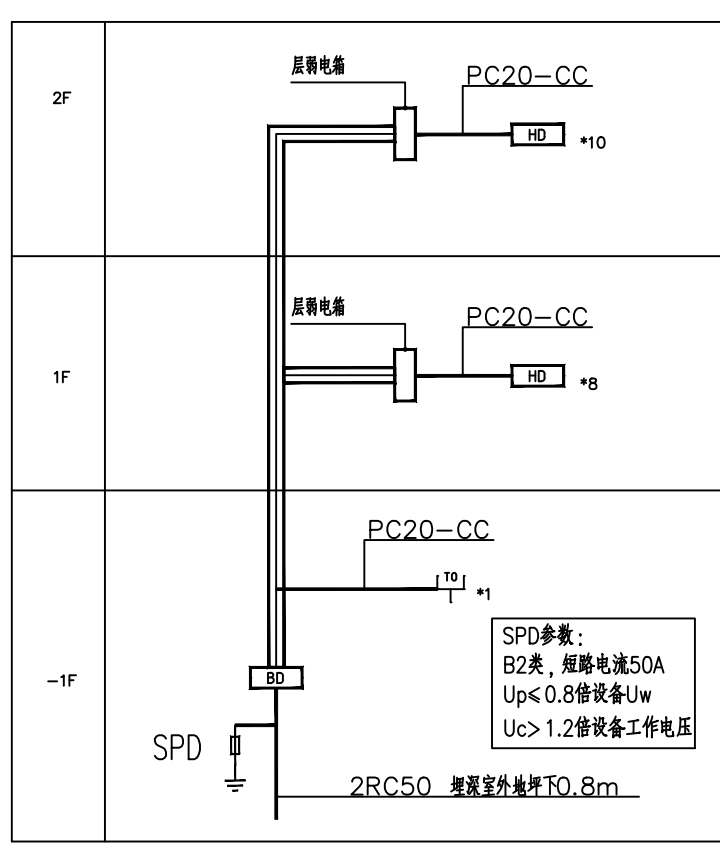 2F
层弱电箱
PC20-CC
HD
*10
1F
层弱电箱
PC20-CC
HD
*8
-1F
PC20-CC
TO
*1
SPD参数:
B2类，短路电流50A
Up≤0.8倍设备Uw
Uc>1.2倍设备工作电压
BD
SPD
2RC50 埋深室外地坪下0.8m